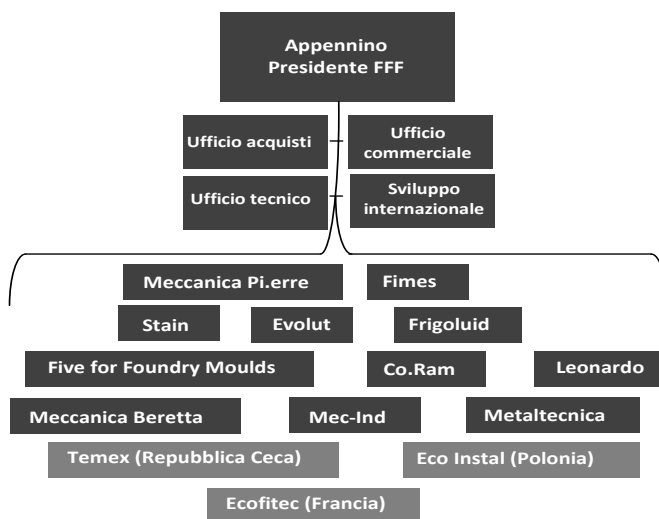 Appennino
Presidente FFF
Ufficio acquisti
Ufficio
commerciale
Ufficio tecnico
Sviluppo
internazionale
Meccanica Pi.erre
Fimes
Stain
Evolut
Frigoluid
Five for Foundry Moulds
Co.Ram
Leonardo
Meccanica Beretta
Mec-Ind
Metaltecnica
Temex (Repubblica Ceca)
Eco Instal (Polonia)
Ecofitec (Francia)